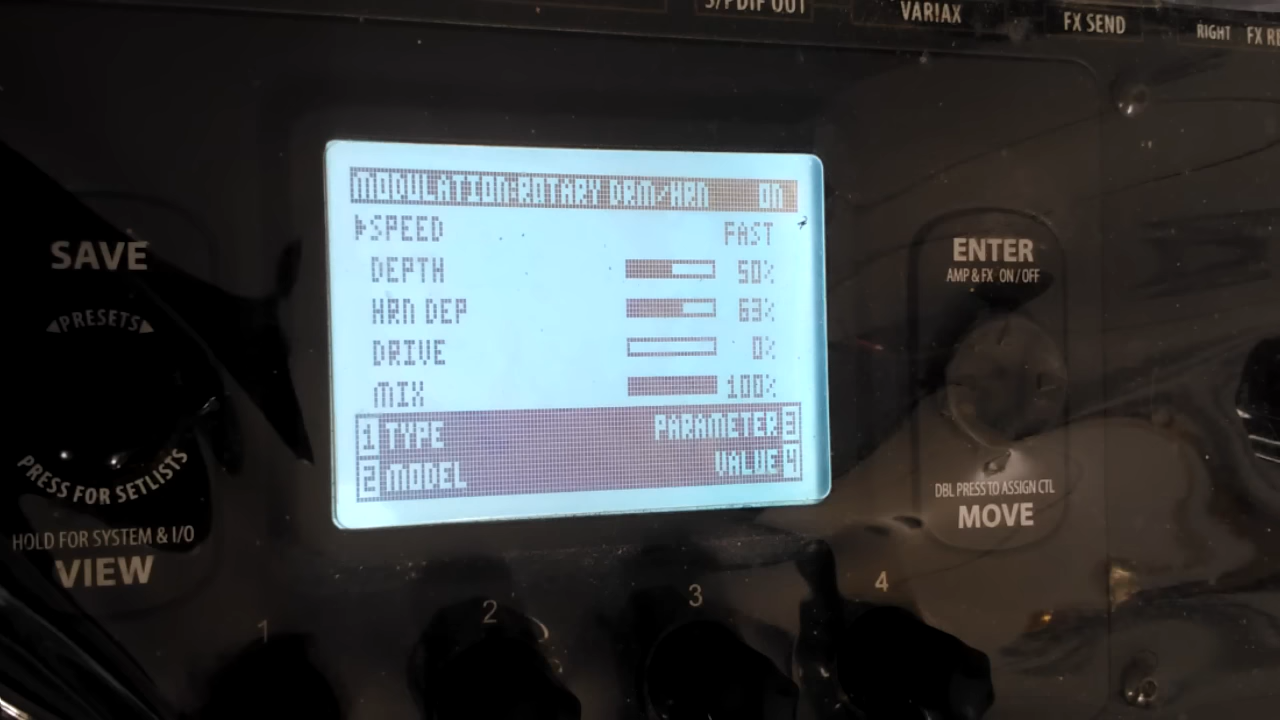 S/PDIF OUT
VARIAX
FX SEND
RIGHT FX
MODULATION:ROTARY DRM/HRN ON
SPEED FAST
DEPTH 50%
HRN DEP 63%
DRIVE 0%
MIX 100%
1 TYPE PARAMETER 3
2 MODEL VALUE 4
SAVE
PRESETS
PRESS FOR SETLISTS
HOLD FOR SYSTEM & I/O
VIEW
ENTER
AMP & FX ON / OFF
DBL PRESS TO ASSIGN CTL
MOVE
1
2
3
4